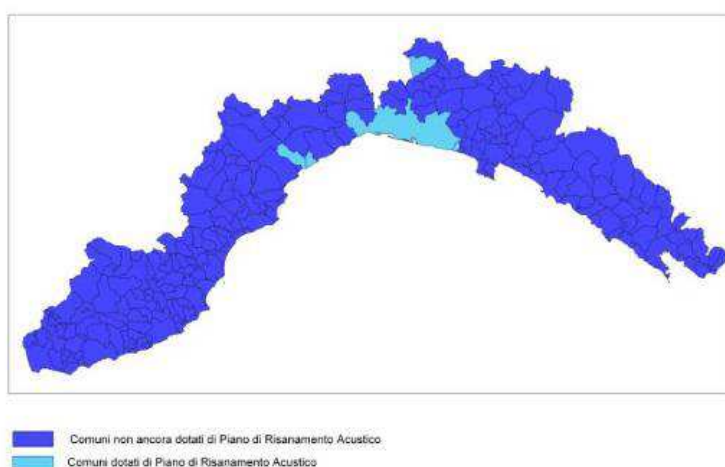 Comuni non ancora dotati di Piano di Risanamento Acustico
Comuni dotati di Piano di Risanamento Acustico